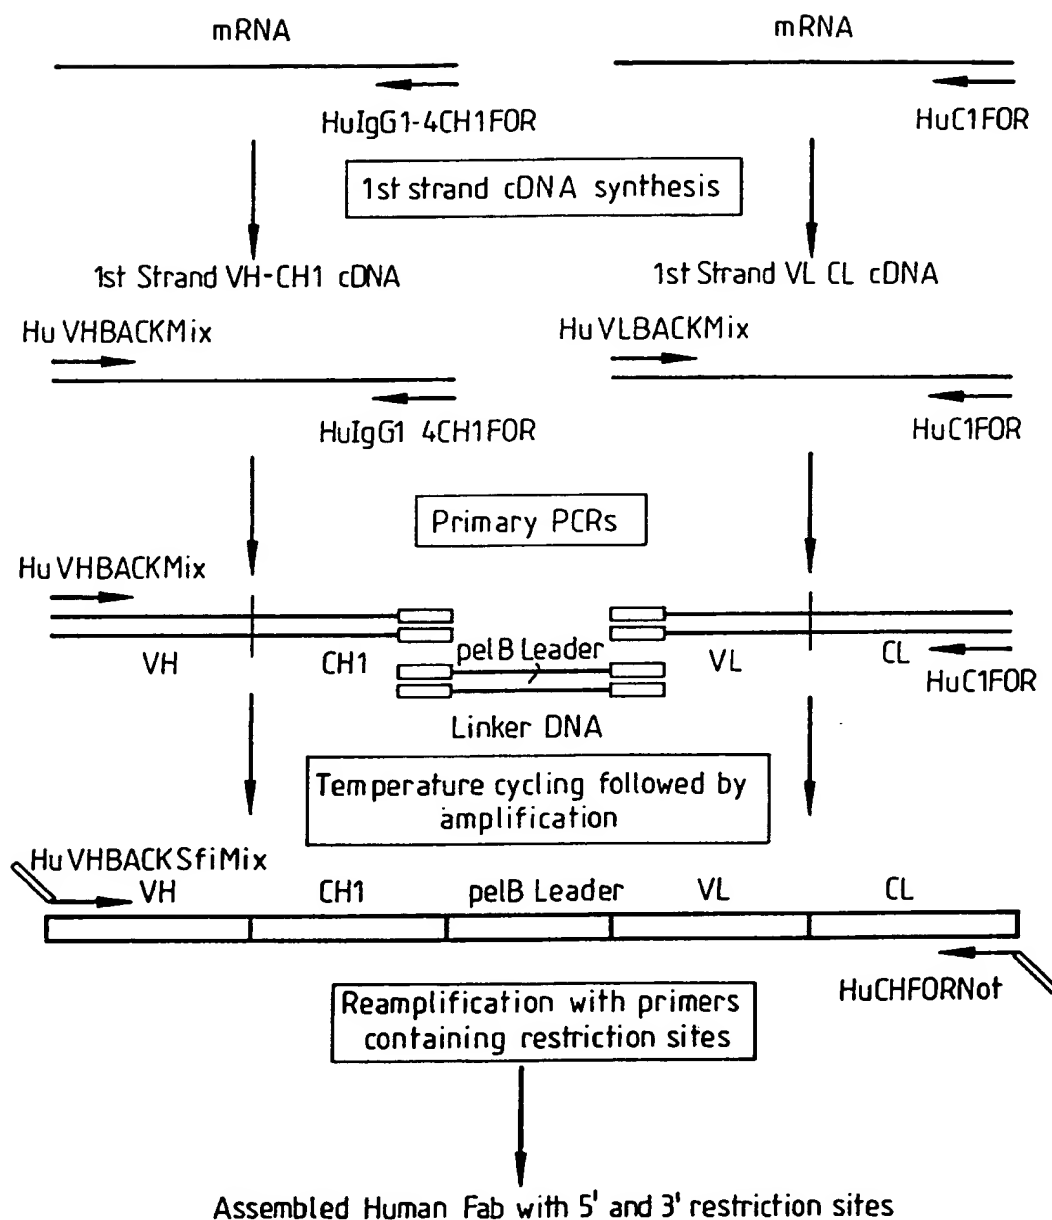 mRNA
mRNA
HuIgG1-4CH1FOR
HuC1FOR
1st strand cDNA synthesis
1st Strand VH-CH1 cDNA
1st Strand VL CL cDNA
Hu VHBACKMix
Hu VLBACKMix
HuIgG1 4CH1FOR
HuC1FOR
Primary PCRs
Hu VHBACKMix
VH
CH1
pelB Leader
VL
CL
HuC1FOR
Linker DNA
Temperature cycling followed by
amplification
Hu VHBACKSfiMix
VH
CH1
pelB Leader
VL
CL
HuCHFORNot
Reamplification with primers
containing restriction sites
Assembled Human Fab with 5' and 3' restriction sites